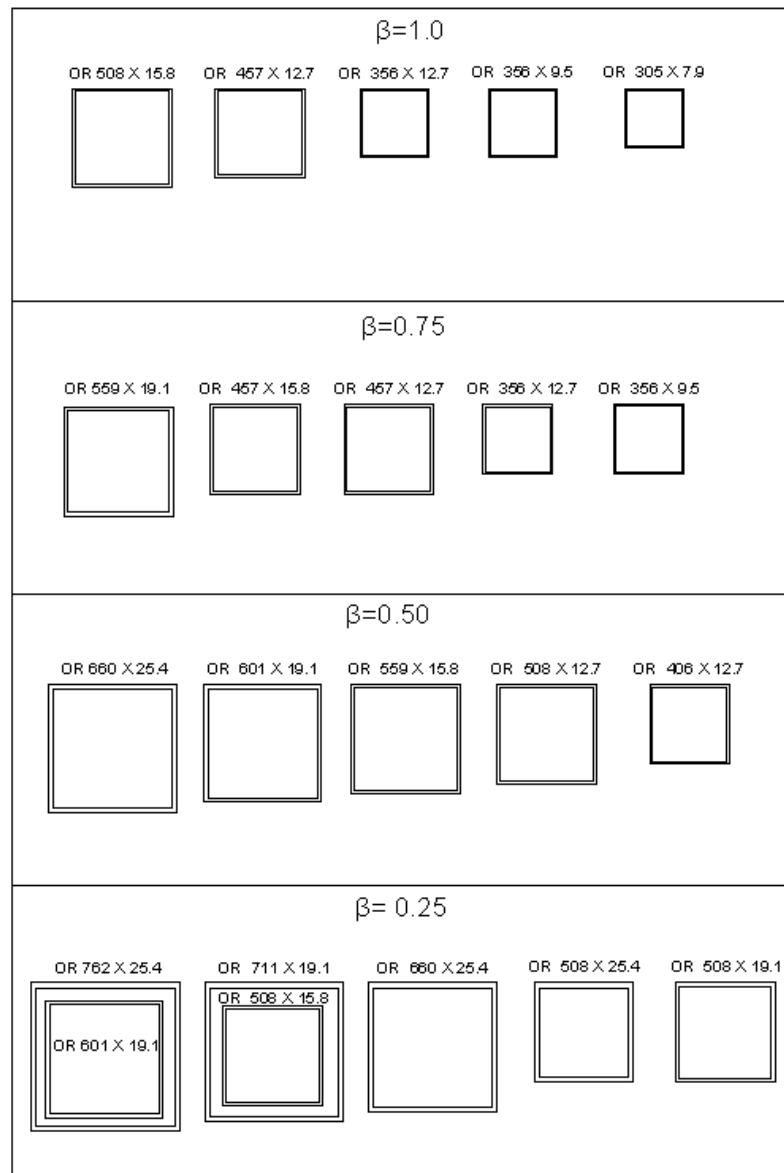 β=1.0
OR 508 X 15.8 OR 457 X 12.7 OR 356 X 12.7 OR 356 X 9.5 OR 305 X 7.9
β=0.75
OR 559 X 19.1 OR 457 X 15.8 OR 457 X 12.7 OR 356 X 12.7 OR 356 X 9.5
β=0.50
OR 660 X 25.4 OR 601 X 19.1 OR 559 X 15.8 OR 508 X 12.7 OR 406 X 12.7
β= 0.25
OR 762 X 25.4 OR 711 X 19.1 OR 660 X 25.4 OR 508 X 25.4 OR 508 X 19.1
OR 508 X 15.8
OR 601 X 19.1